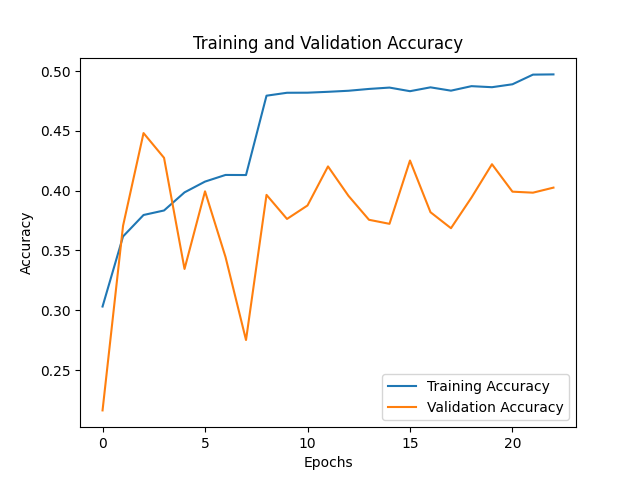 Training and Validation Accuracy
Accuracy
0.50
0.45
0.40
0.35
0.30
0.25
0
5
10
15
20
Epochs
Training Accuracy
Validation Accuracy